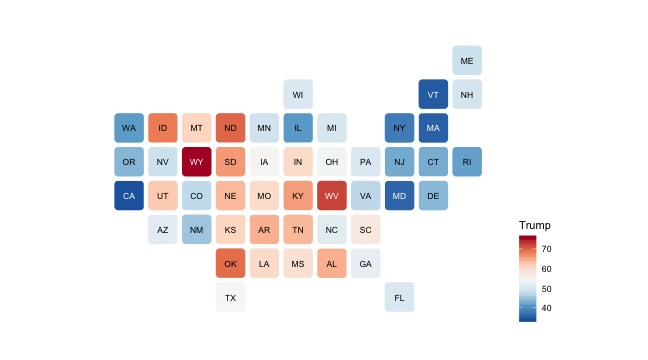 ME
WI VT NH
WA ID MT ND MN IL MI NY MA
OR NV WY SD IA IN OH PA NJ CT RI
CA UT CO NE MO KY WV VA MD DE
AZ NM KS AR TN NC SC
OK LA MS AL GA
TX FL
Trump
70
60
50
40